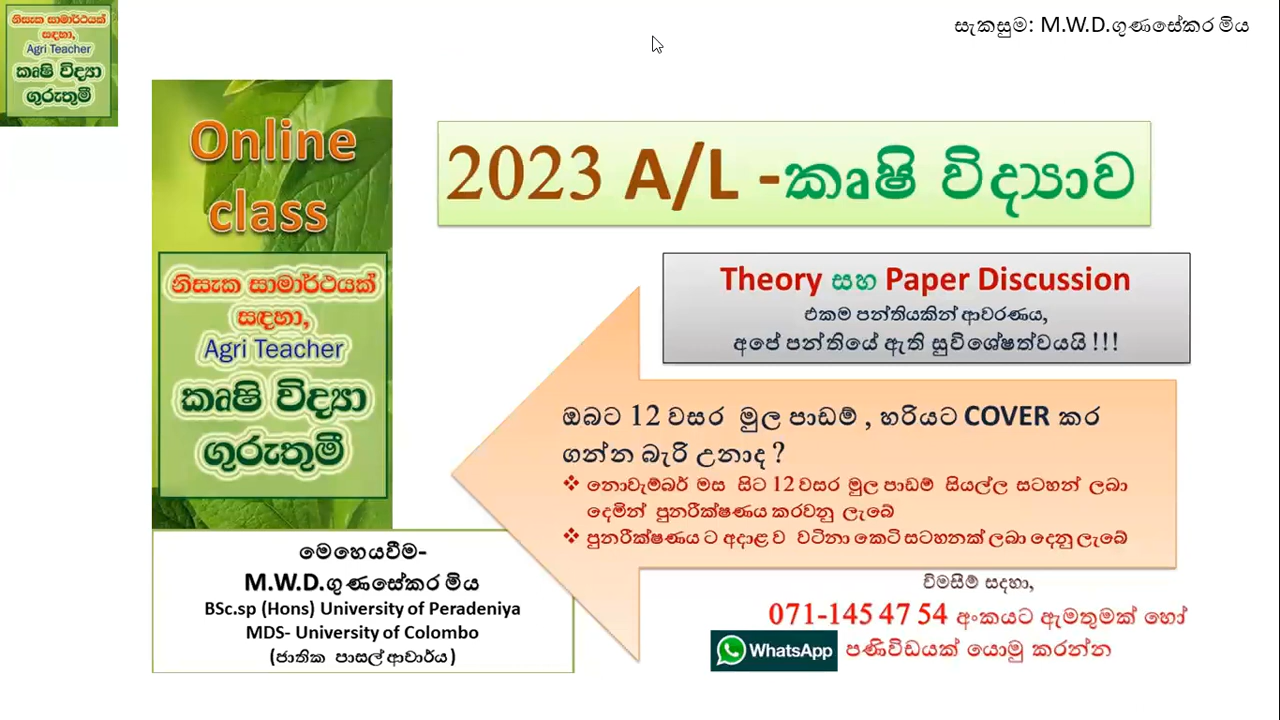 නිසැක සාමාර්ථයක්
සඳහා,
Agri Teacher
කෘෂි විද්‍යා
ගුරුතුමී
සැකසුම: M.W.D.ගුණසේකර මිය
Online
class
නිසැක සාමාර්ථයක්
සඳහා,
Agri Teacher
කෘෂි විද්‍යා
ගුරුතුමී
2023 A/L -කෘෂි විද්‍යාව
Theory සහ Paper Discussion
එකම පන්තියකින් ආවරණය,
අපේ පන්තියේ ඇති සුවිශේෂත්වයයි !!!
ඔබට 12 වසර මුල පාඩම් , හරියට COVER කර
ගන්න බැරි උනාද ?
❖ නොවැම්බර් මස සිට 12 වසර මුල පාඩම් සියල්ල සටහන් ලබා
දෙමින් පුනරීක්ෂණය කරවනු ලැබේ
❖ පුනරීක්ෂණය ට අදාළ ව වටිනා කෙටි සටහනක් ලබා දෙනු ලැබේ
මෙහෙයවීම-
M.W.D.ගුණසේකර මිය
BSc.sp (Hons) University of Peradeniya
MDS- University of Colombo
(ජාතික පාසල් ආචාර්ය)
විමසීම් සඳහා,
071-145 47 54 අංකයට ඇමතුමක් හෝ
WhatsApp පණිවිඩයක් යොමු කරන්න